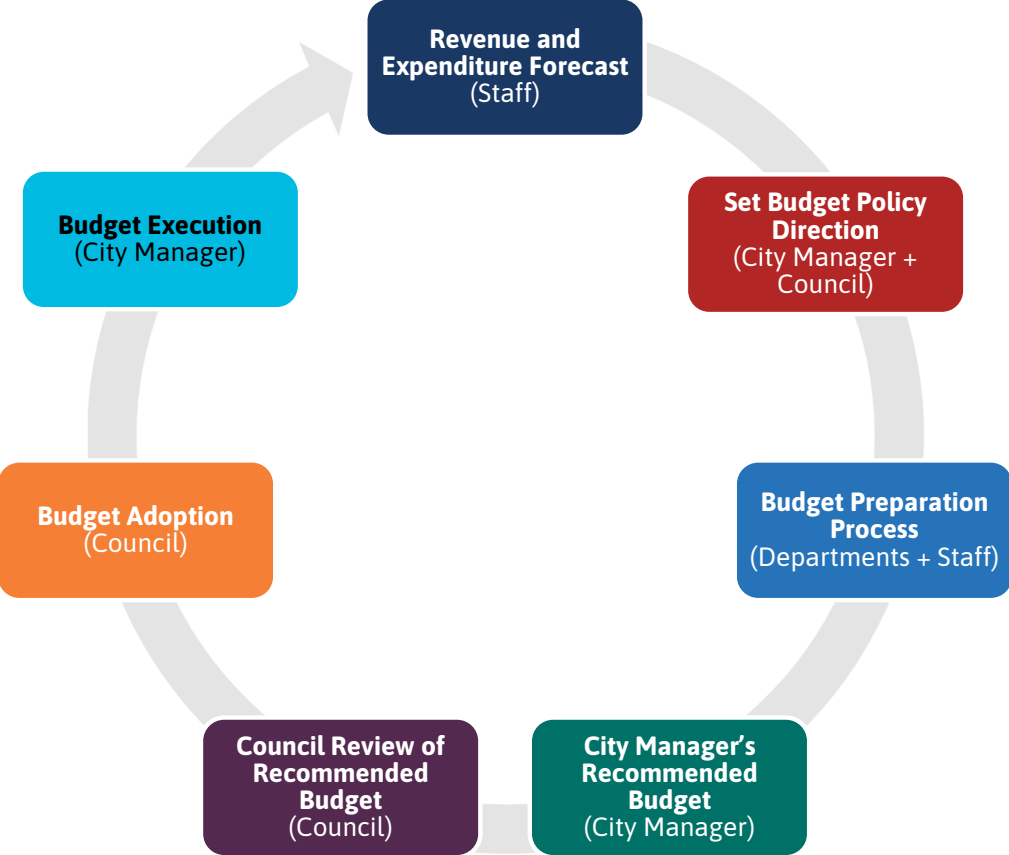 Revenue and
Expenditure Forecast
(Staff)
Set Budget Policy
Direction
(City Manager +
Council)
Budget Preparation
Process
(Departments + Staff)
City Manager’s
Recommended
Budget
(City Manager)
Council Review of
Recommended
Budget
(Council)
Budget Adoption
(Council)
Budget Execution
(City Manager)